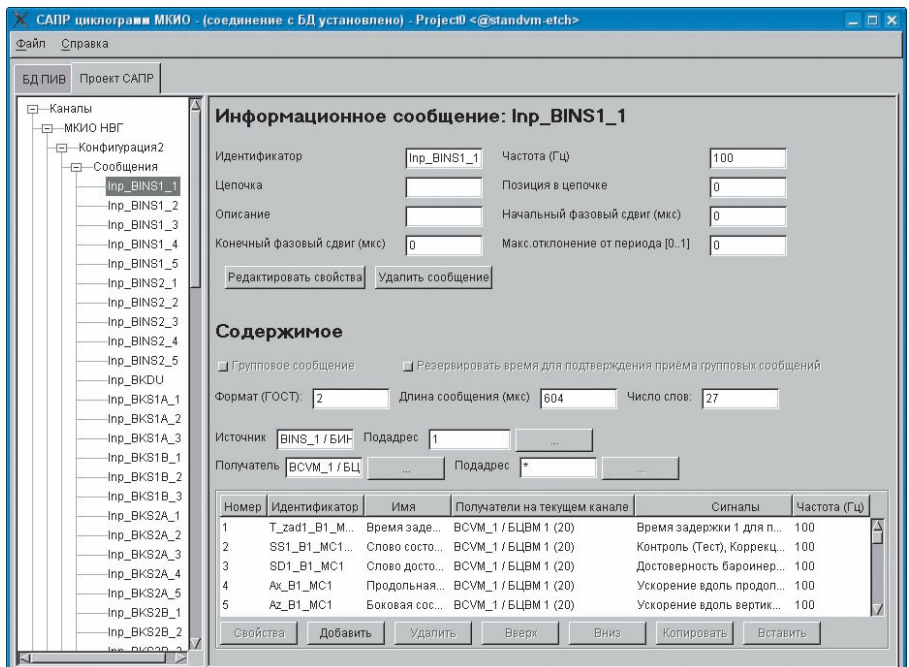 САПР циклограмм МКИО - (соединение с БД установлено) - Project0 <@standvm-etch>
Файл Справка
БД ПИВ Проект САПР
Каналы
МКИО НВГ
Конфигурация2
Сообщения
Inp_BINS1_1
Inp_BINS1_2
Inp_BINS1_3
Inp_BINS1_4
Inp_BINS1_5
Inp_BINS2_1
Inp_BINS2_2
Inp_BINS2_3
Inp_BINS2_4
Inp_BINS2_5
Inp_BKDU
Inp_BKS1A_1
Inp_BKS1A_2
Inp_BKS1A_3
Inp_BKS1B_1
Inp_BKS1B_2
Inp_BKS1B_3
Inp_BKS2A_1
Inp_BKS2A_2
Inp_BKS2A_3
Inp_BKS2A_4
Inp_BKS2A_5
Inp_BKS2B_1
Inp_BKS2B_2
Информационное сообщение: Inp_BINS1_1
Идентификатор Inp_BINS1_1 Частота (Гц) 100
Цепочка Позиция в цепочке 0
Описание Начальный фазовый сдвиг (мкс) 0
Конечный фазовый сдвиг (мкс) 0 Макс.отклонение от периода [0..1] 0
Редактировать свойства Удалить сообщение
Содержимое
Групповое сообщение Резервировать время для подтверждения приёма групповых сообщений
Формат (ГОСТ): 2 Длина сообщения (мкс) 604 Число слов: 27
Источник BINS_1 / БИН Подадрес 1 ...
Получатель BCVM_1 / БЦ ... Подадрес * ...
Номер Идентификатор Имя Получатели на текущем канале Сигналы Частота (Гц)
1 T_zad1_B1_M... Время заде... BCVM_1 / БЦВМ 1 (20) Время задержки 1 для п... 100
2 SS1_B1_MC1... Слово состо... BCVM_1 / БЦВМ 1 (20) Контроль (Тест), Коррекц... 100
3 SD1_B1_MC1 Слово досто... BCVM_1 / БЦВМ 1 (20) Достоверность бароинер... 100
4 Ax_B1_MC1 Продольная... BCVM_1 / БЦВМ 1 (20) Ускорение вдоль продол... 100
5 Az_B1_MC1 Боковая сос... BCVM_1 / БЦВМ 1 (20) Ускорение вдоль вертик... 100
Свойства Добавить Удалить Вверх Вниз Копировать Вставить